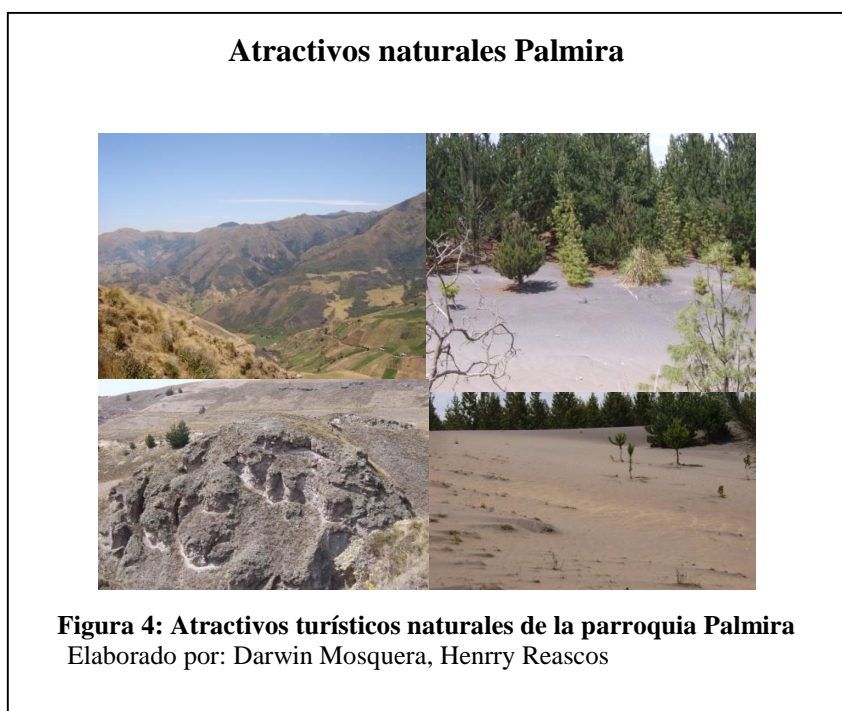 Atractivos naturales Palmira
Figura 4: Atractivos turísticos naturales de la parroquia Palmira
Elaborado por: Darwin Mosquera, Henrry Reascos